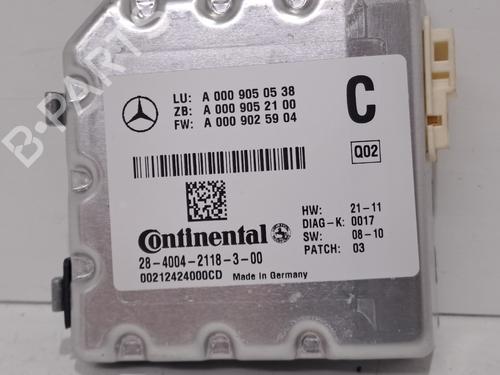 LU: A 000 905 05 38
ZB: A 000 905 21 00
FW: A 000 902 59 04
C
Q02
Continental
28-4004-2118-3-00
00212424000CD Made in Germany
HW: 21-11
DIAG-K: 0017
SW: 08-10
PATCH: 03
B-PARTS